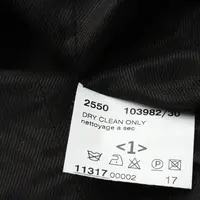 2550 103982/30
DRY CLEAN ONLY
nettoyage a sec
<1>
11317 00002 17